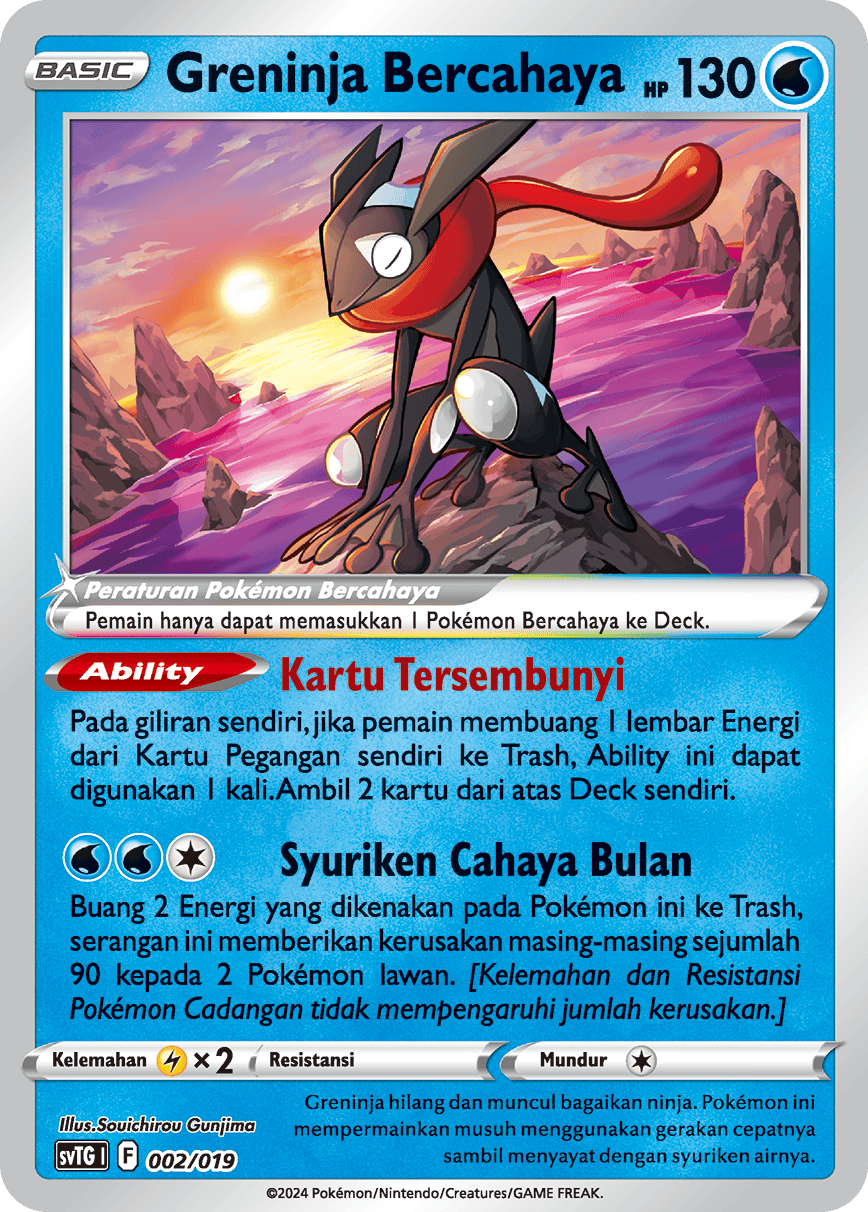 BASIC Greninja Bercahaya HP 130
Peraturan Pokémon Bercahaya
Pemain hanya dapat memasukkan 1 Pokémon Bercahaya ke Deck.
Ability Kartu Tersembunyi
Pada giliran sendiri, jika pemain membuang 1 lembar Energi
dari Kartu Pegangan sendiri ke Trash, Ability ini dapat
digunakan 1 kali. Ambil 2 kartu dari atas Deck sendiri.
Syuriken Cahaya Bulan
Buang 2 Energi yang dikenakan pada Pokémon ini ke Trash,
serangan ini memberikan kerusakan masing-masing sejumlah
90 kepada 2 Pokémon lawan. [Kelemahan dan Resistansi
Pokémon Cadangan tidak mempengaruhi jumlah kerusakan.]
Kelemahan ×2 Resistansi Mundur
Greninja hilang dan muncul bagaikan ninja. Pokémon ini
mempermainkan musuh menggunakan gerakan cepatnya
sambil menyayat dengan syuriken airnya.
Illus. Souichirou Gunjima
svTG I F 002/019
©2024 Pokémon/Nintendo/Creatures/GAME FREAK.